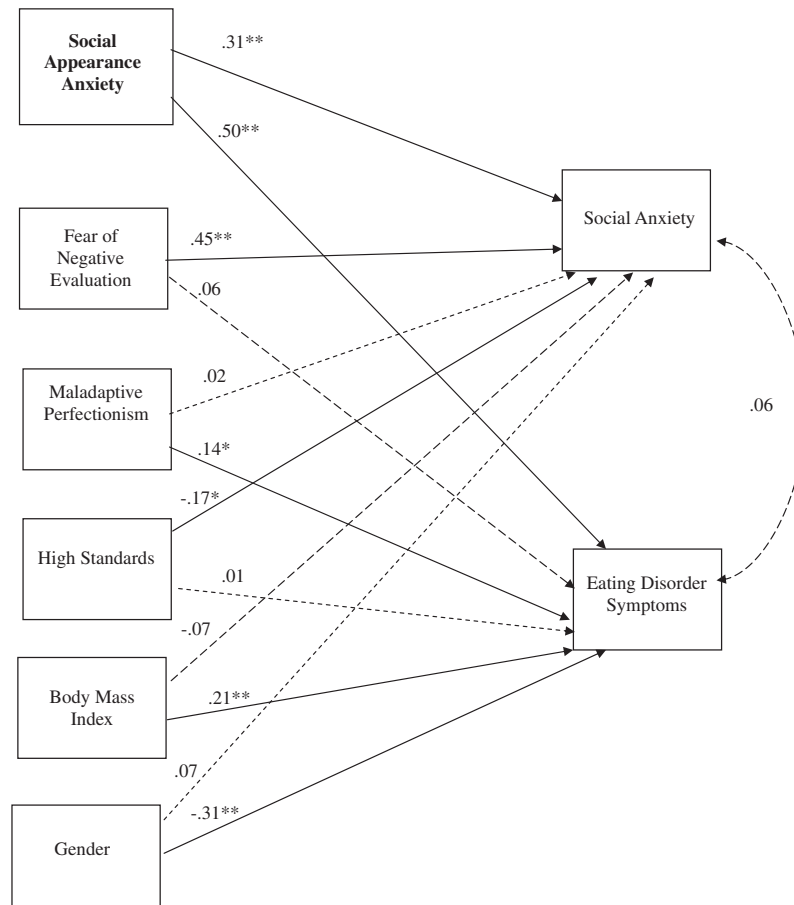 Social
Appearance
Anxiety
.31**
.50**
Social Anxiety
Fear of
Negative
Evaluation
.45**
.06
Maladaptive
Perfectionism
.02
.14*
.06
-.17*
High Standards
.01
Eating Disorder
Symptoms
-.07
Body Mass
Index
.21**
.07
-.31**
Gender